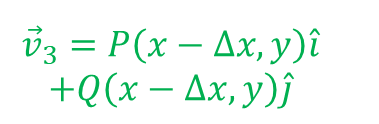 v⃗₃ = P(x − Δx, y)î
+Q(x − Δx, y)ĵ